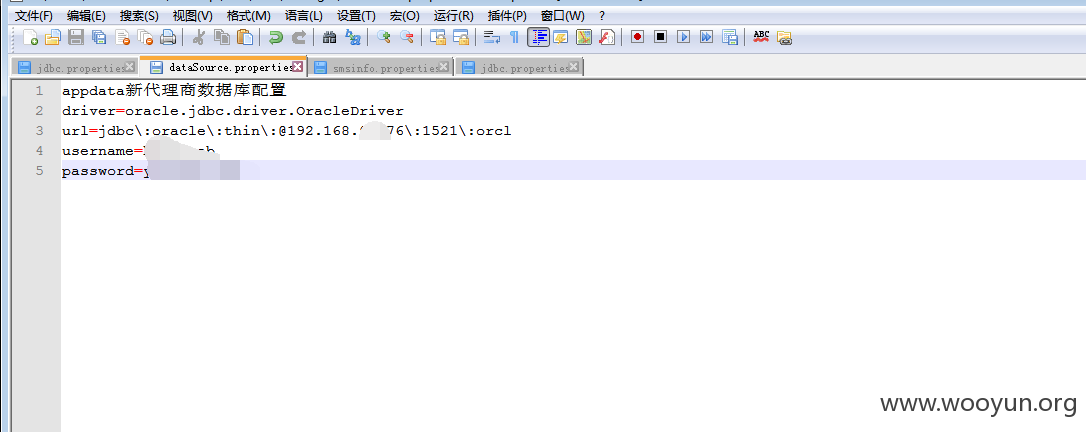 文件(F) 编辑(E) 搜索(S) 视图(V) 格式(M) 语言(L) 设置(T) 宏(O) 运行(R) 插件(P) 窗口(W) ?
ABC
jdbc.properties dataSource.properties smsinfo.properties jdbc.properties
1 appdata新代理商数据库配置
2 driver=oracle.jdbc.driver.OracleDriver
3 url=jdbc\:oracle\:thin\:@192.168. 76\:1521\:orcl
4 username=
5 password=
www.wooyun.org